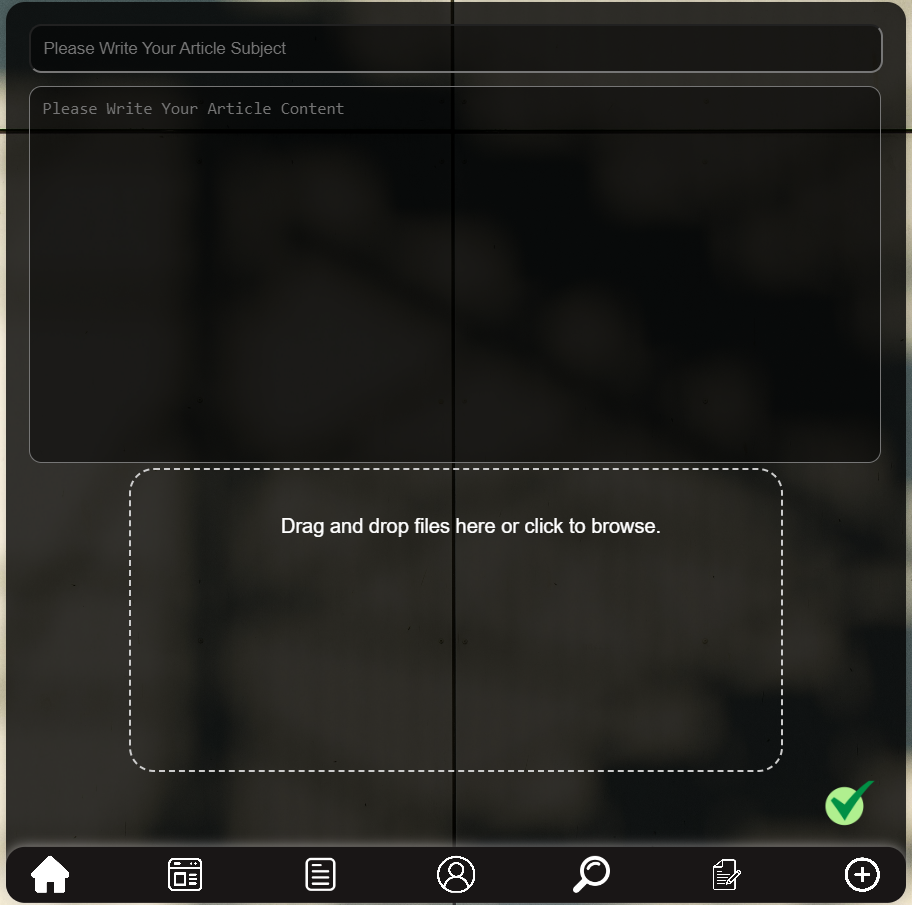 Please Write Your Article Subject
Please Write Your Article Content
Drag and drop files here or click to browse.